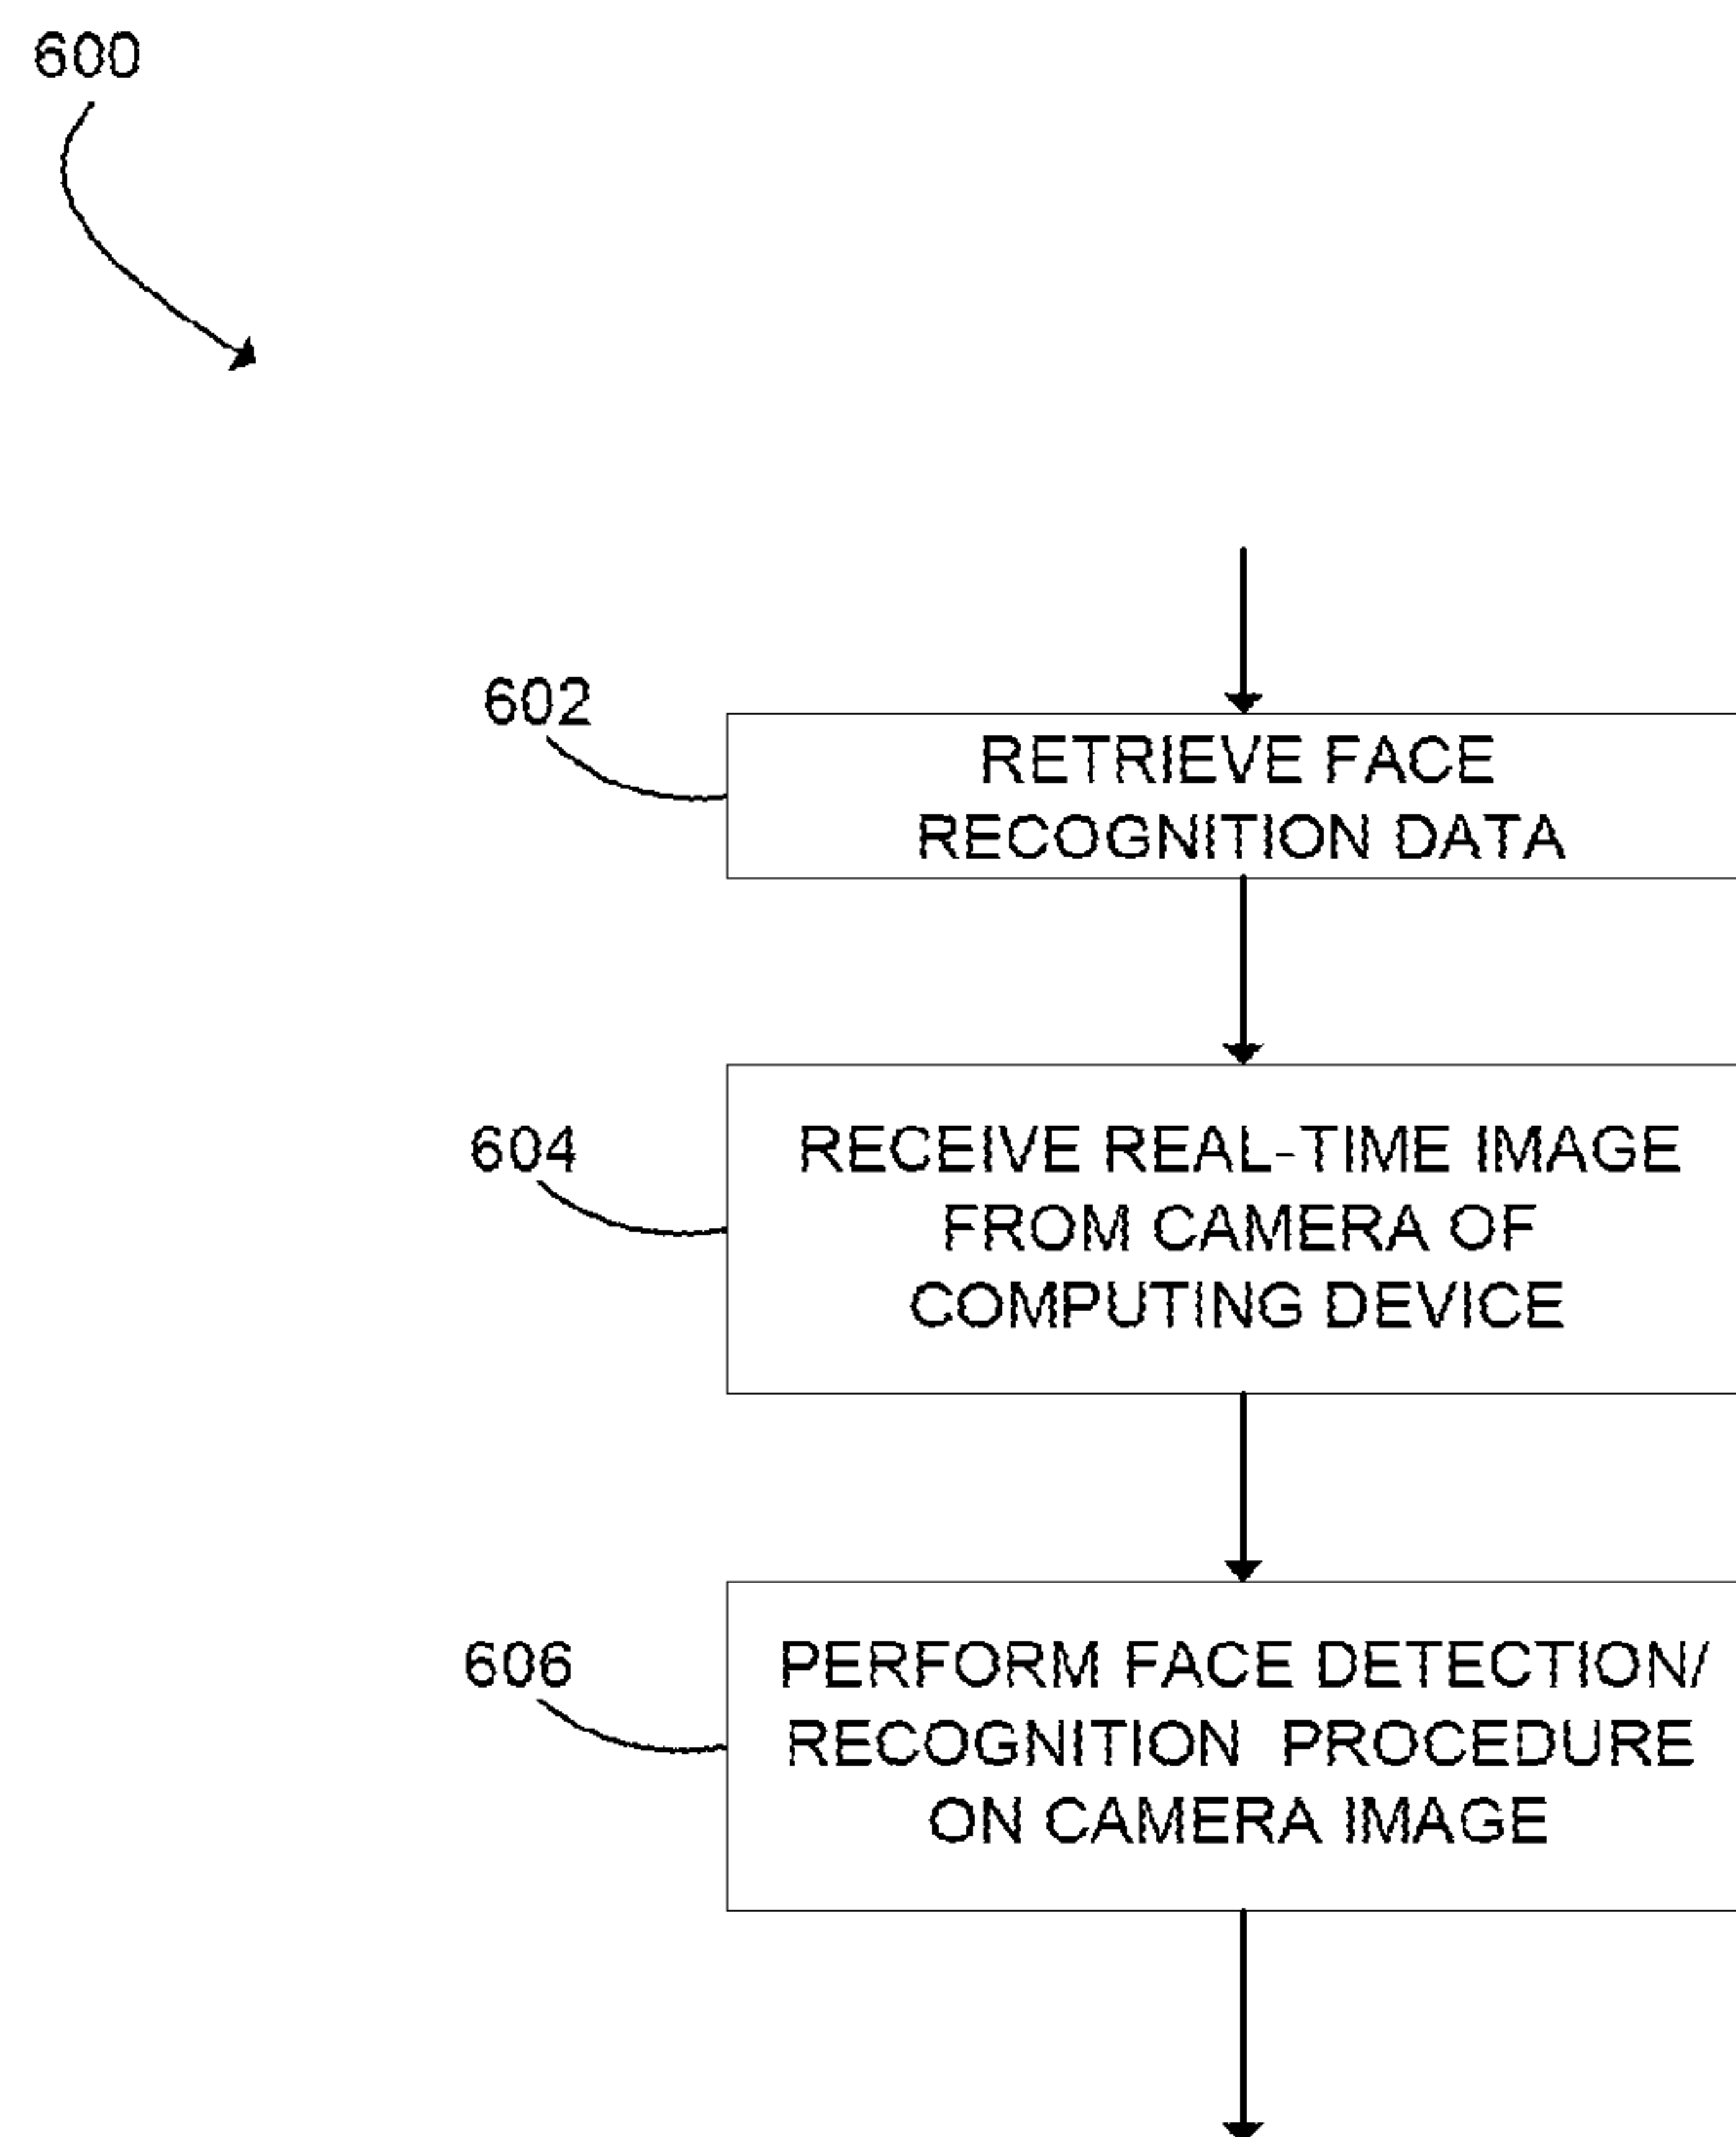 600
602
RETRIEVE FACE
RECOGNITION DATA
604
RECEIVE REAL-TIME IMAGE
FROM CAMERA OF
COMPUTING DEVICE
606
PERFORM FACE DETECTION/
RECOGNITION PROCEDURE
ON CAMERA IMAGE